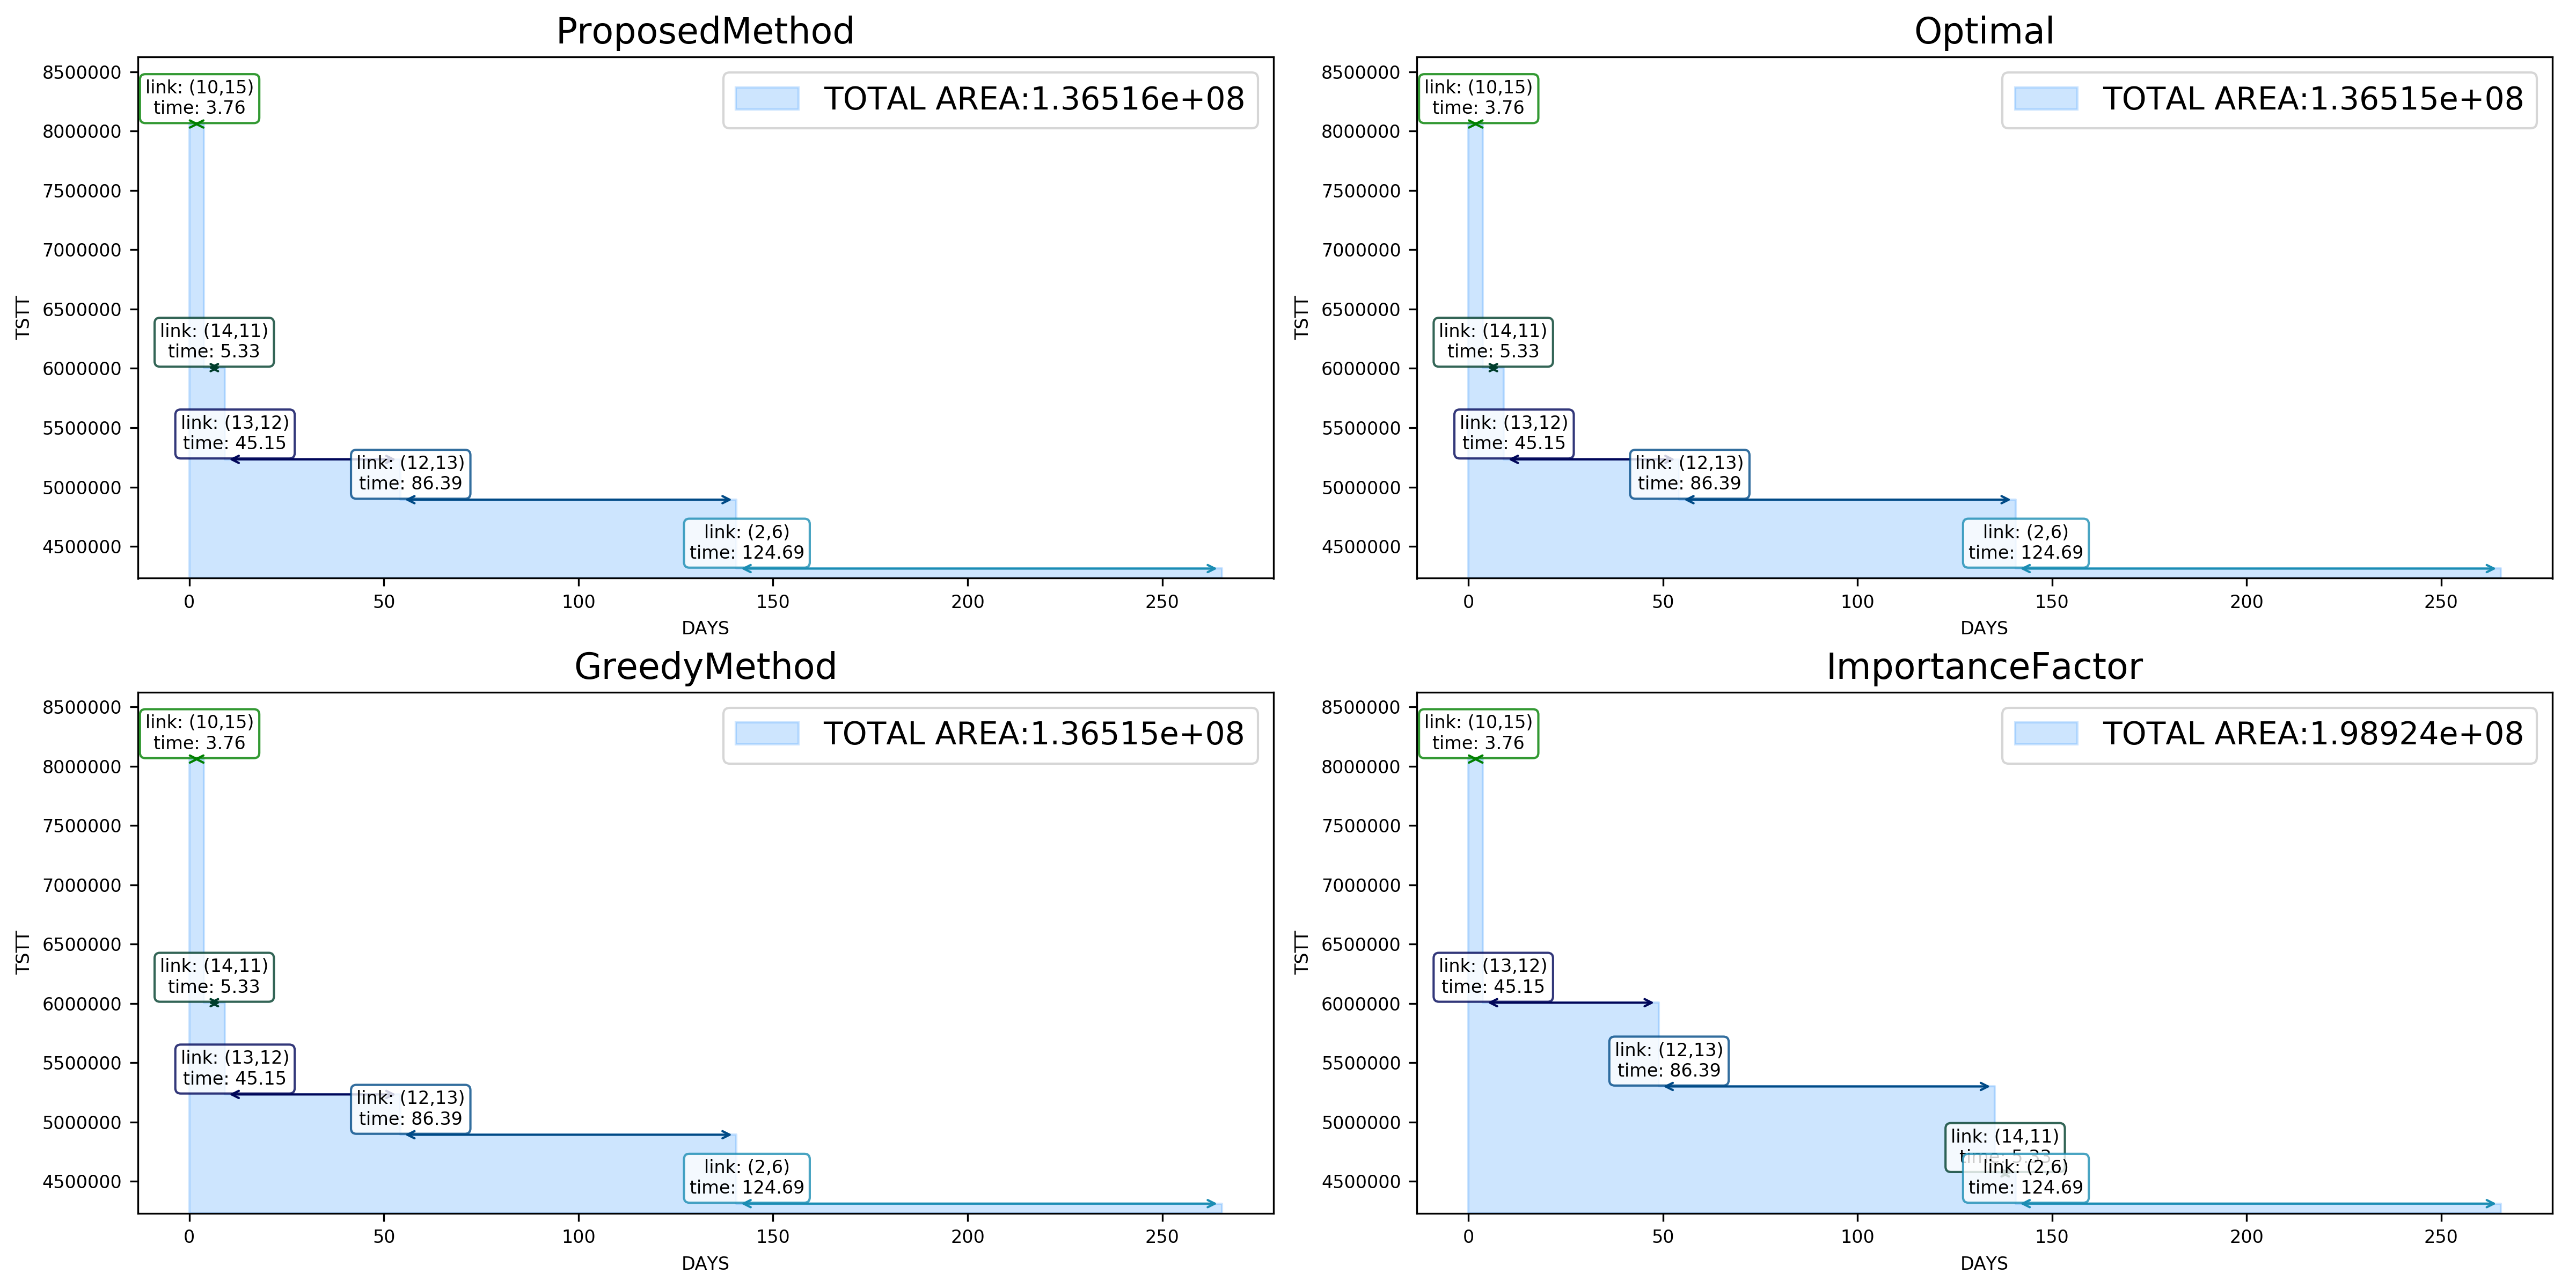 ProposedMethod
TOTAL AREA:1.36516e+08
8500000
8000000
7500000
7000000
6500000
6000000
5500000
5000000
4500000
TSTT
link: (10,15)
time: 3.76
link: (14,11)
time: 5.33
link: (13,12)
time: 45.15
link: (12,13)
time: 86.39
link: (2,6)
time: 124.69
0 50 100 150 200 250
DAYS
Optimal
TOTAL AREA:1.36515e+08
8500000
8000000
7500000
7000000
6500000
6000000
5500000
5000000
4500000
TSTT
link: (10,15)
time: 3.76
link: (14,11)
time: 5.33
link: (13,12)
time: 45.15
link: (12,13)
time: 86.39
link: (2,6)
time: 124.69
0 50 100 150 200 250
DAYS
GreedyMethod
TOTAL AREA:1.36515e+08
8500000
8000000
7500000
7000000
6500000
6000000
5500000
5000000
4500000
TSTT
link: (10,15)
time: 3.76
link: (14,11)
time: 5.33
link: (13,12)
time: 45.15
link: (12,13)
time: 86.39
link: (2,6)
time: 124.69
0 50 100 150 200 250
DAYS
ImportanceFactor
TOTAL AREA:1.98924e+08
8500000
8000000
7500000
7000000
6500000
6000000
5500000
5000000
4500000
TSTT
link: (10,15)
time: 3.76
link: (13,12)
time: 45.15
link: (12,13)
time: 86.39
link: (14,11)
time: 5.33
link: (2,6)
time: 124.69
0 50 100 150 200 250
DAYS